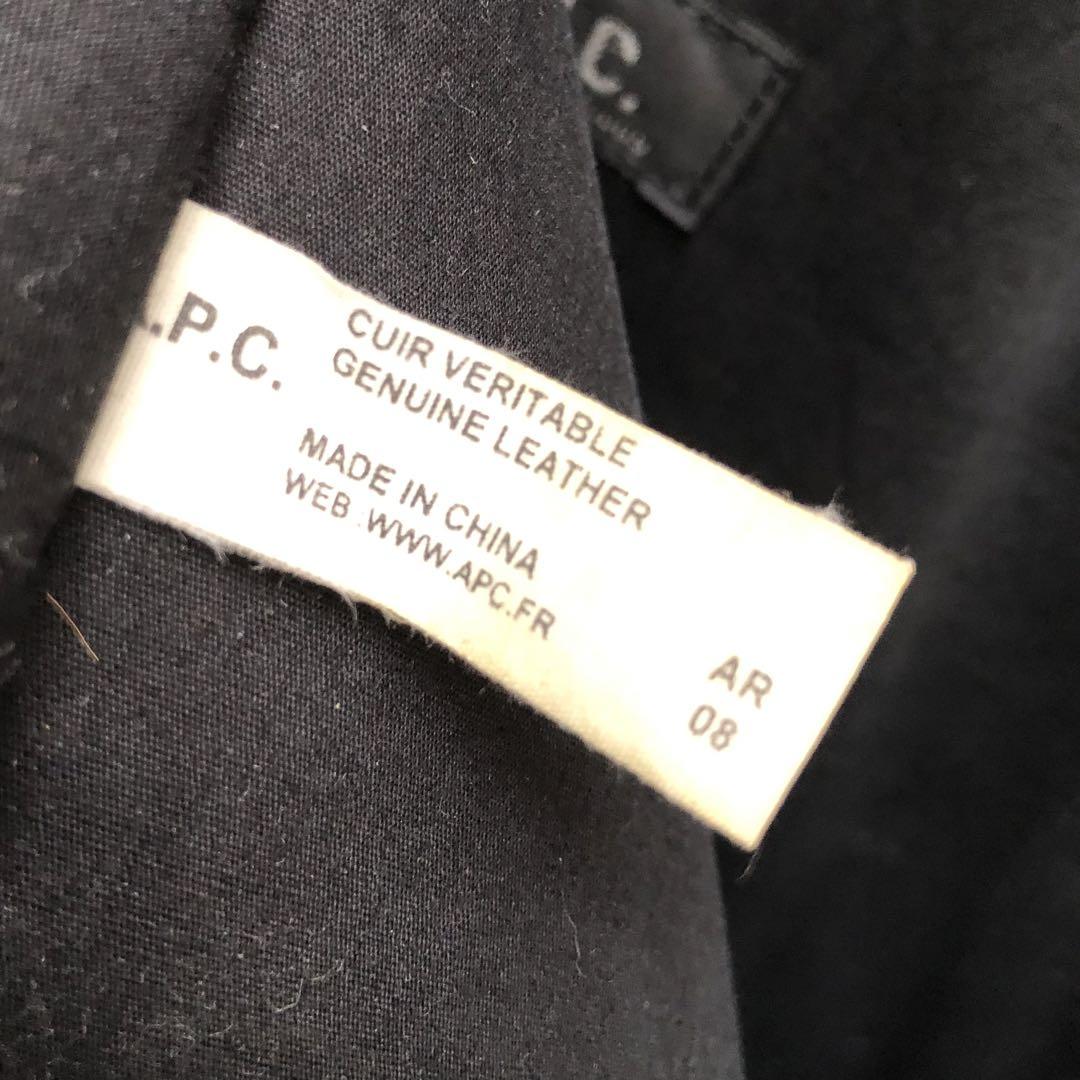 C.
.P.C.
CUIR VERITABLE
GENUINE LEATHER
MADE IN CHINA
WEB:WWW.APC.FR
AR
08